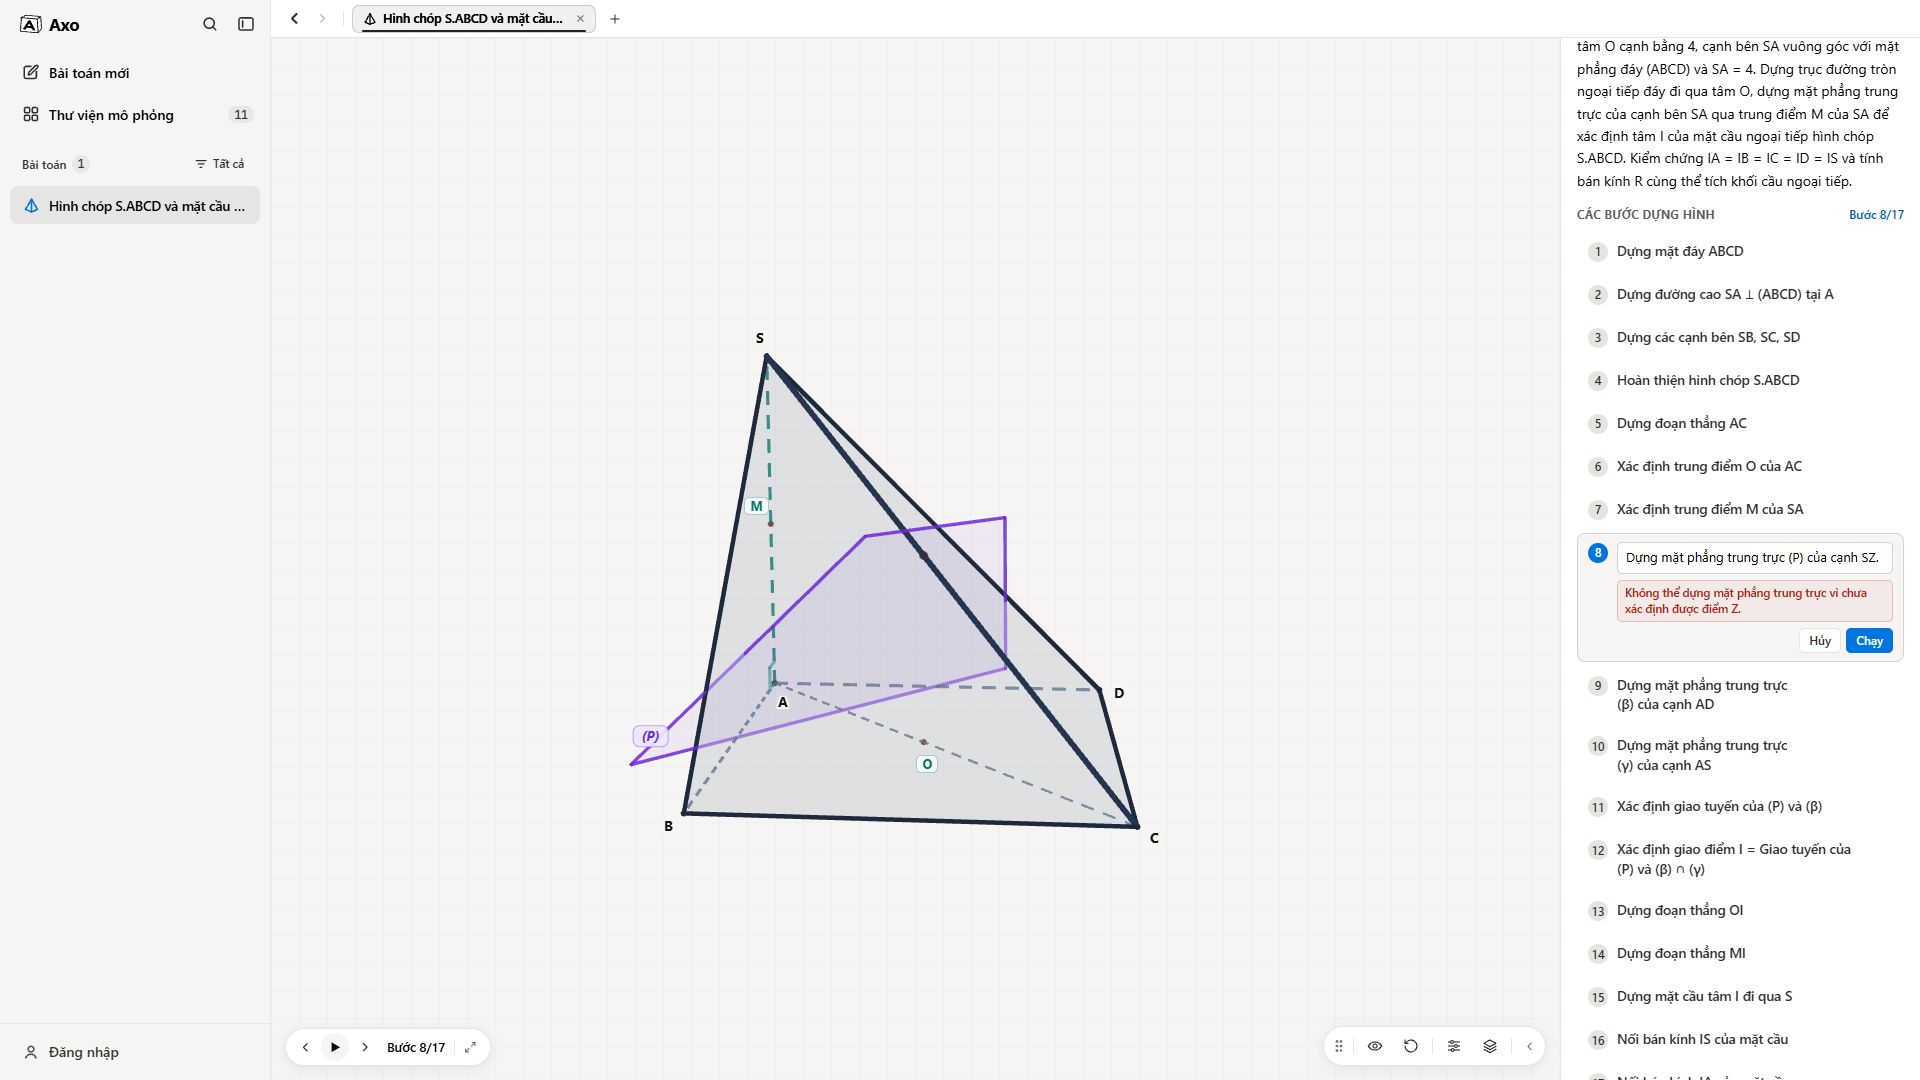 Axo
Bài toán mới
Thư viện mô phỏng
11
Bài toán
1
Tất cả
Hình chóp S.ABCD và mặt cầu ...
Đăng nhập
Hình chóp S.ABCD và mặt cầu...
S
M
(P)
A
O
D
B
C
Bước 8/17
tâm O cạnh bằng 4, cạnh bên SA vuông góc với mặt
phẳng đáy (ABCD) và SA = 4. Dựng trục đường tròn
ngoại tiếp đáy đi qua tâm O, dựng mặt phẳng trung
trực của cạnh bên SA qua trung điểm M của SA để
xác định tâm I của mặt cầu ngoại tiếp hình chóp
S.ABCD. Kiểm chứng IA = IB = IC = ID = IS và tính
bán kính R cùng thể tích khối cầu ngoại tiếp.
CÁC BƯỚC DỰNG HÌNH
Bước 8/17
1 Dựng mặt đáy ABCD
2 Dựng đường cao SA ⊥ (ABCD) tại A
3 Dựng các cạnh bên SB, SC, SD
4 Hoàn thiện hình chóp S.ABCD
5 Dựng đoạn thẳng AC
6 Xác định trung điểm O của AC
7 Xác định trung điểm M của SA
8 Dựng mặt phẳng trung trực (P) của cạnh SZ.
Không thể dựng mặt phẳng trung trực vì chưa
xác định được điểm Z.
Hủy
Chạy
9 Dựng mặt phẳng trung trực
(β) của cạnh AD
10 Dựng mặt phẳng trung trực
(γ) của cạnh AS
11 Xác định giao tuyến của (P) và (β)
12 Xác định giao điểm I = Giao tuyến của
(P) và (β) ∩ (γ)
13 Dựng đoạn thẳng OI
14 Dựng đoạn thẳng MI
15 Dựng mặt cầu tâm I đi qua S
16 Nối bán kính IS của mặt cầu